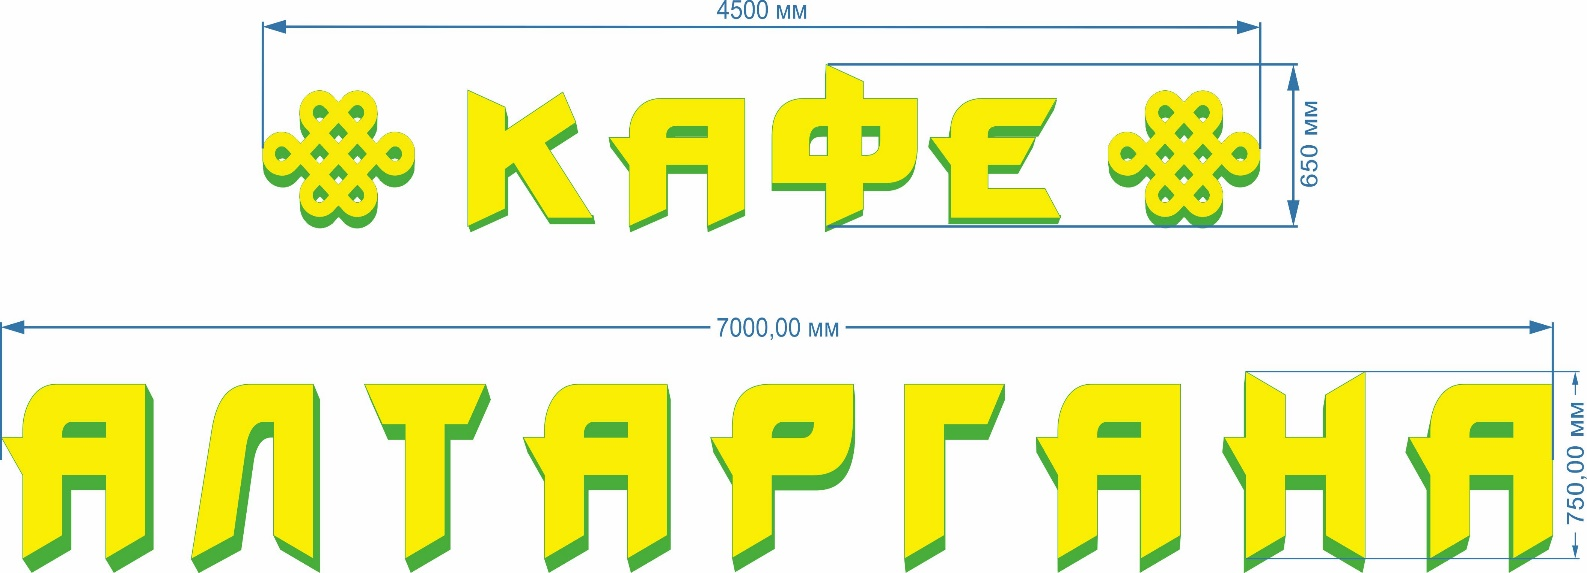 4500 мм
КАФЕ
650 мм
7000,00 мм
АЛТАРГАНА
750,00 мм